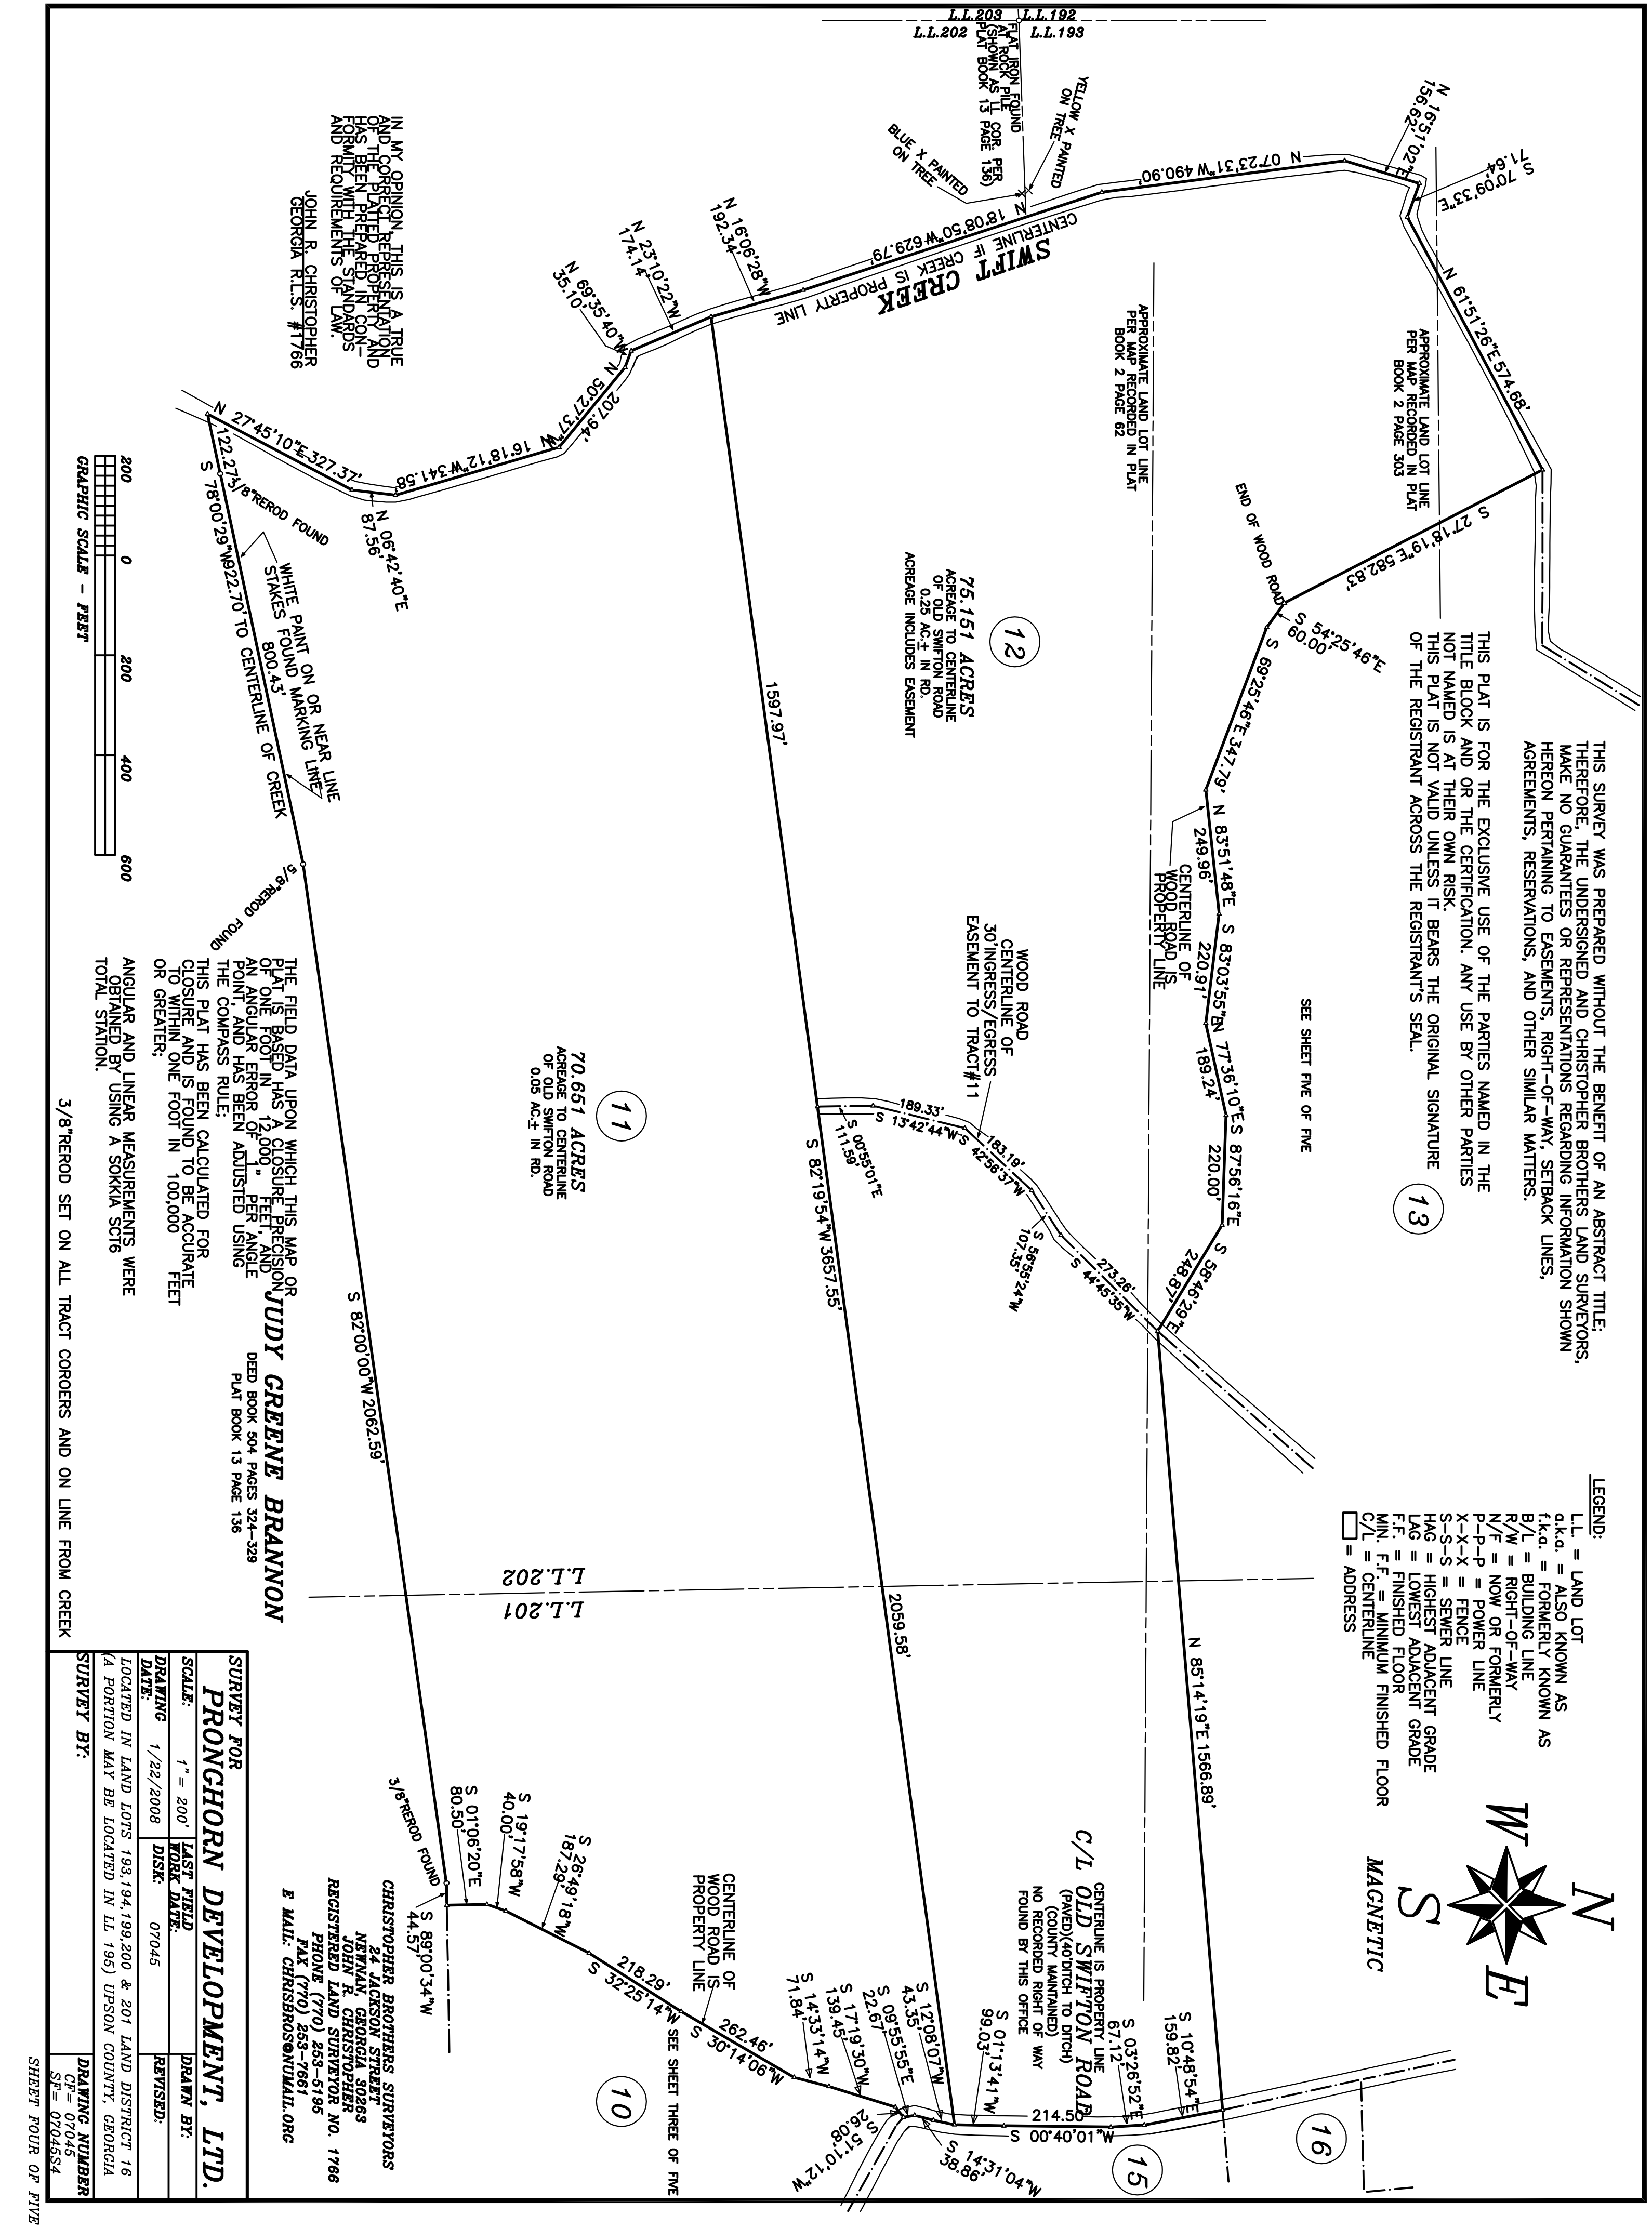 THIS SURVEY WAS PREPARED WITHOUT THE BENEFIT OF AN ABSTRACT TITLE;
THEREFORE, THE UNDERSIGNED AND CHRISTOPHER BROTHERS LAND SURVEYORS,
MAKE NO GUARANTEES OR REPRESENTATIONS REGARDING INFORMATION SHOWN
HEREON PERTAINING TO EASEMENTS, RIGHT-OF-WAY, SETBACK LINES,
AGREEMENTS, RESERVATIONS, AND OTHER SIMILAR MATTERS.
THIS PLAT IS FOR THE EXCLUSIVE USE OF THE PARTIES NAMED IN THE
TITLE BLOCK AND OR THE CERTIFICATION. ANY USE BY OTHER PARTIES
NOT NAMED IS AT THEIR OWN RISK.
THIS PLAT IS NOT VALID UNLESS IT BEARS THE ORIGINAL SIGNATURE
OF THE REGISTRANT ACROSS THE REGISTRANT'S SEAL.
LEGEND:
L.L. = LAND LOT
a.k.a. = ALSO KNOWN AS
f.k.a. = FORMERLY KNOWN AS
B/L = BUILDING LINE
R/W = RIGHT-OF-WAY
N/F = NOW OR FORMERLY
P-P-P = POWER LINE
X-X-X = FENCE
S-S-S = SEWER LINE
HAG = HIGHEST ADJACENT GRADE
LAG = LOWEST ADJACENT GRADE
F.F. = FINISHED FLOOR
MIN. F.F. = MINIMUM FINISHED FLOOR
C/L = CENTERLINE
= ADDRESS
N
W
E
S
MAGNETIC
N 16°51'02"E
156.62'
S 70°09'33"E
71.64'
N 61°51'26"E 574.68'
S 27°18'19"E 582.83'
APPROXIMATE LAND LOT LINE
PER MAP RECORDED IN PLAT
BOOK 2 PAGE 303
APPROXIMATE LAND LOT LINE
PER MAP RECORDED IN PLAT
BOOK 2 PAGE 62
END OF WOOD ROAD
S 54°25'46"E
60.00'
S 69°25'46"E 347.79'
N 83°51'48"E
249.96'
CENTERLINE OF
WOOD ROAD IS
PROPERTY LINE
S 83°03'55"E
220.91'
N 77°36'10"E
189.24'
S 87°56'16"E
220.00'
S 58°46'29"E
248.87'
SEE SHEET FIVE OF FIVE
13
N 85°14'19"E 1566.89'
L.L.203
L.L.192
L.L.202
L.L.193
FLAT IRON FOUND
AT ROCK PILE
(SHOWN AS LL COR. PER
PLAT BOOK 13 PAGE 136)
YELLOW X PAINTED
ON TREE
BLUE X PAINTED
ON TREE
N 07°23'31"W 490.90'
N 18°08'50"W 629.79'
CENTERLINE IF CREEK IS PROPERTY LINE
SWIFT CREEK
N 16°06'28"W
192.34'
N 23°10'22"W
174.14'
N 69°35'40"W
35.10'
N 50°27'37"W
207.94'
N 16°18'12"W 341.58
N 06°42'40"E
87.56'
N 27°45'10"E 327.37'
12
75.151 ACRES
ACREAGE TO CENTERLINE
OF OLD SWIFTON ROAD
0.25 AC.± IN RD.
ACREAGE INCLUDES EASEMENT
WOOD ROAD
CENTERLINE OF
30'INGRESS/EGRESS
EASEMENT TO TRACT#11
S 00°55'01"E
111.59'
189.33'
S 13°42'44"W
183.19'
S 42°56'37"W
S 56°55'24"W
107.35'
273.26'
S 44°45'35"W
1597.97'
S 82°19'54"W 3657.55'
2059.58'
11
70.651 ACRES
ACREAGE TO CENTERLINE
OF OLD SWIFTON ROAD
0.05 AC.± IN RD.
L.L.202
L.L.201
C/L OLD SWIFTON ROAD
CENTERLINE IS PROPERTY LINE
(PAVED)(40'DITCH TO DITCH)
(COUNTY MAINTAINED)
NO RECORDED RIGHT OF WAY
FOUND BY THIS OFFICE
S 10°48'54"E
159.82'
S 03°26'52"E
67.12'
214.50'
S 00°40'01"W
S 01°13'41"W
99.03'
S 12°08'07"W
43.35'
S 14°31'04"W
38.86'
S 09°55'55"E
22.67'
S 51°10'12"W
26.08'
S 17°19'30"W
139.45'
S 14°33'14"W
71.84'
262.46'
S 30°14'06"W
218.29'
S 32°25'14"W
CENTERLINE OF
WOOD ROAD IS
PROPERTY LINE
S 26°49'18"W
187.29'
S 19°17'58"W
40.00'
S 01°06'20"E
80.50'
S 89°00'34"W
44.57'
3/8"REROD FOUND
SEE SHEET THREE OF FIVE
10
15
16
S 82°00'00"W 2062.59'
IN MY OPINION, THIS IS A TRUE
AND CORRECT REPRESENTATION
OF THE PLATTED PROPERTY AND
HAS BEEN PREPARED IN CON-
FORMITY WITH THE STANDARDS
AND REQUIREMENTS OF LAW.
JOHN R. CHRISTOPHER
GEORGIA R.L.S. #1766
122.27'
3/8"REROD FOUND
S 78°00'29"W 922.70' TO CENTERLINE OF CREEK
800.43'
WHITE PAINT ON OR NEAR LINE
STAKES FOUND MARKING LINE
5/8"REROD FOUND
200 0 200 400 600
GRAPHIC SCALE - FEET
THE FIELD DATA UPON WHICH THIS MAP OR
PLAT IS BASED HAS A CLOSURE PRECISION
OF ONE FOOT IN 12,000 FEET, AND
AN ANGULAR ERROR OF 1" PER ANGLE
POINT, AND HAS BEEN ADJUSTED USING
THE COMPASS RULE;
THIS PLAT HAS BEEN CALCULATED FOR
CLOSURE AND IS FOUND TO BE ACCURATE
TO WITHIN ONE FOOT IN 100,000 FEET
OR GREATER;
ANGULAR AND LINEAR MEASUREMENTS WERE
OBTAINED BY USING A SOKKIA SCT6
TOTAL STATION.
JUDY GREENE BRANNON
DEED BOOK 504 PAGES 324-329
PLAT BOOK 13 PAGE 136
3/8"REROD SET ON ALL TRACT COROERS AND ON LINE FROM CREEK
CHRISTOPHER BROTHERS SURVEYORS
24 JACKSON STREET
NEWNAN, GEORGIA 30263
JOHN R. CHRISTOPHER
REGISTERED LAND SURVEYOR NO. 1766
PHONE (770) 253-5195
FAX (770) 253-7661
E MAIL: CHRISBROS@NUMAIL.ORG
SURVEY FOR
PRONGHORN DEVELOPMENT, LTD.
SCALE: 1" = 200'
LAST FIELD
WORK DATE:
DRAWN BY:
DRAWING
DATE: 1/22/2008
DISK: 07045
REVISED:
LOCATED IN LAND LOTS 193,194,199,200 & 201 LAND DISTRICT 16
(A PORTION MAY BE LOCATED IN LL 195) UPSON COUNTY, GEORGIA
SURVEY BY:
DRAWING NUMBER
CF= 07045
SF= 07045S4
SHEET FOUR OF FIVE